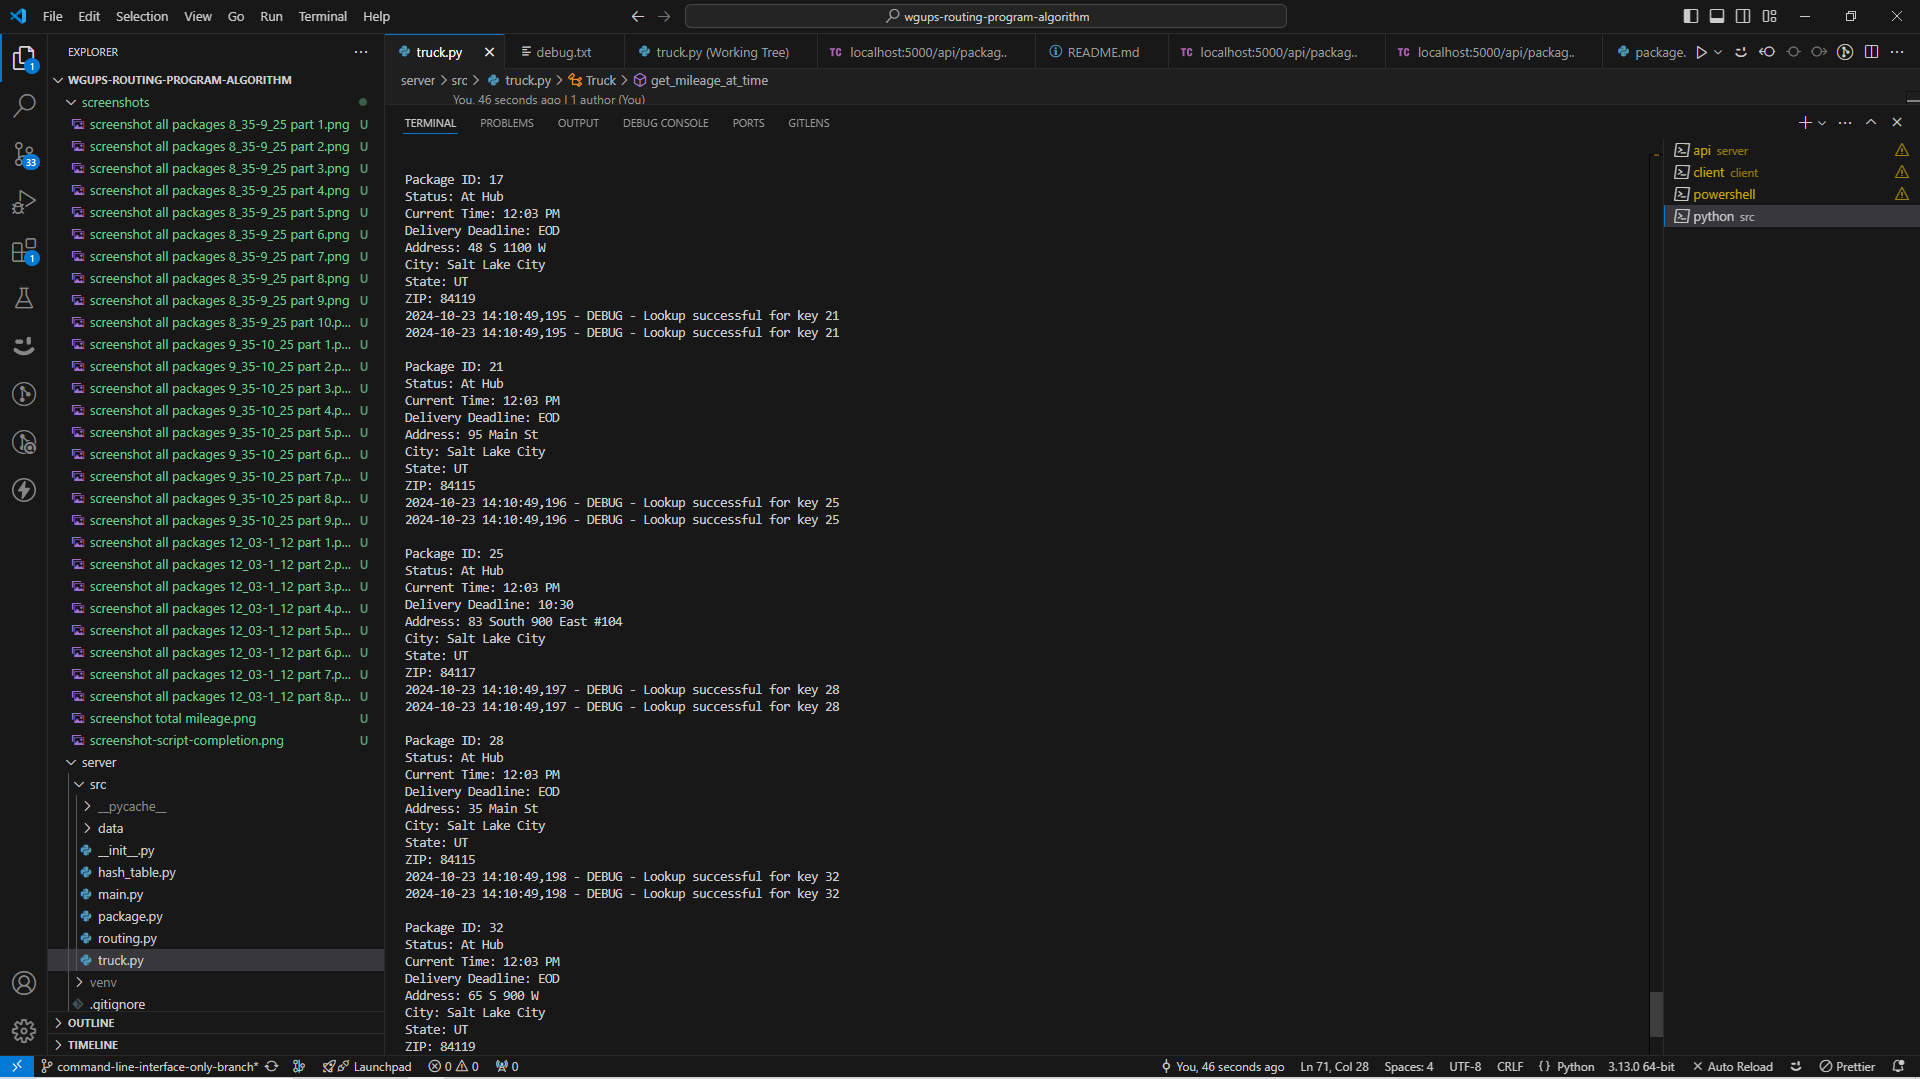 File Edit Selection View Go Run Terminal Help
wgups-routing-program-algorithm
EXPLORER
WGUPS-ROUTING-PROGRAM-ALGORITHM
screenshots
screenshot all packages 8_35-9_25 part 1.png U
screenshot all packages 8_35-9_25 part 2.png U
screenshot all packages 8_35-9_25 part 3.png U
screenshot all packages 8_35-9_25 part 4.png U
screenshot all packages 8_35-9_25 part 5.png U
screenshot all packages 8_35-9_25 part 6.png U
screenshot all packages 8_35-9_25 part 7.png U
screenshot all packages 8_35-9_25 part 8.png U
screenshot all packages 8_35-9_25 part 9.png U
screenshot all packages 8_35-9_25 part 10.p... U
screenshot all packages 9_35-10_25 part 1.p... U
screenshot all packages 9_35-10_25 part 2.p... U
screenshot all packages 9_35-10_25 part 3.p... U
screenshot all packages 9_35-10_25 part 4.p... U
screenshot all packages 9_35-10_25 part 5.p... U
screenshot all packages 9_35-10_25 part 6.p... U
screenshot all packages 9_35-10_25 part 7.p... U
screenshot all packages 9_35-10_25 part 8.p... U
screenshot all packages 9_35-10_25 part 9.p... U
screenshot all packages 12_03-1_12 part 1.p... U
screenshot all packages 12_03-1_12 part 2.p... U
screenshot all packages 12_03-1_12 part 3.p... U
screenshot all packages 12_03-1_12 part 4.p... U
screenshot all packages 12_03-1_12 part 5.p... U
screenshot all packages 12_03-1_12 part 6.p... U
screenshot all packages 12_03-1_12 part 7.p... U
screenshot all packages 12_03-1_12 part 8.p... U
screenshot total mileage.png U
screenshot-script-completion.png U
server
src
__pycache__
data
__init__.py
hash_table.py
main.py
package.py
routing.py
truck.py
venv
.gitignore
OUTLINE
TIMELINE
1
33
1
truck.py
debug.txt
truck.py (Working Tree)
TC localhost:5000/api/packag..
README.md
TC localhost:5000/api/packag..
TC localhost:5000/api/packag..
package.
server > src > truck.py > Truck > get_mileage_at_time
You, 46 seconds ago | 1 author (You)
TERMINAL PROBLEMS OUTPUT DEBUG CONSOLE PORTS GITLENS
Package ID: 17
Status: At Hub
Current Time: 12:03 PM
Delivery Deadline: EOD
Address: 48 S 1100 W
City: Salt Lake City
State: UT
ZIP: 84119
2024-10-23 14:10:49,195 - DEBUG - Lookup successful for key 21
2024-10-23 14:10:49,195 - DEBUG - Lookup successful for key 21
Package ID: 21
Status: At Hub
Current Time: 12:03 PM
Delivery Deadline: EOD
Address: 95 Main St
City: Salt Lake City
State: UT
ZIP: 84115
2024-10-23 14:10:49,196 - DEBUG - Lookup successful for key 25
2024-10-23 14:10:49,196 - DEBUG - Lookup successful for key 25
Package ID: 25
Status: At Hub
Current Time: 12:03 PM
Delivery Deadline: 10:30
Address: 83 South 900 East #104
City: Salt Lake City
State: UT
ZIP: 84117
2024-10-23 14:10:49,197 - DEBUG - Lookup successful for key 28
2024-10-23 14:10:49,197 - DEBUG - Lookup successful for key 28
Package ID: 28
Status: At Hub
Current Time: 12:03 PM
Delivery Deadline: EOD
Address: 35 Main St
City: Salt Lake City
State: UT
ZIP: 84115
2024-10-23 14:10:49,198 - DEBUG - Lookup successful for key 32
2024-10-23 14:10:49,198 - DEBUG - Lookup successful for key 32
Package ID: 32
Status: At Hub
Current Time: 12:03 PM
Delivery Deadline: EOD
Address: 65 S 900 W
City: Salt Lake City
State: UT
ZIP: 84119
api server
client client
powershell
python src
command-line-interface-only-branch* Launchpad 0 0 0 You, 46 seconds ago Ln 71, Col 28 Spaces: 4 UTF-8 CRLF { } Python 3.13.0 64-bit Auto Reload Prettier